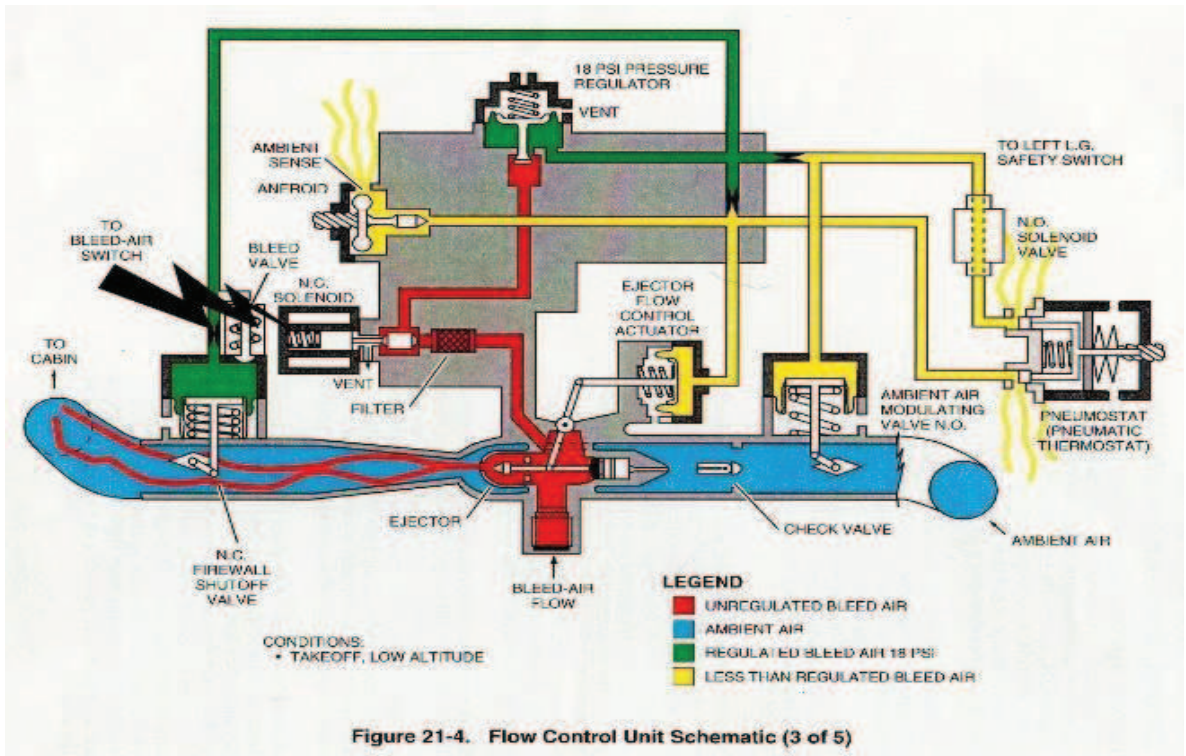 18 PSI PRESSURE
REGULATOR
VENT
AMBIENT
SENSE
ANEROID
TO LEFT L.G.
SAFETY SWITCH
N.O.
SOLENOID
VALVE
TO
BLEED-AIR
SWITCH
BLEED
VALVE
N.C.
SOLENOID
EJECTOR
FLOW
CONTROL
ACTUATOR
TO
CABIN
VENT
FILTER
AMBIENT AIR
MODULATING
VALVE N.O.
PNEUMOSTAT
(PNEUMATIC
THERMOSTAT)
EJECTOR
CHECK VALVE
AMBIENT AIR
N.C.
FIREWALL
SHUTOFF
VALVE
BLEED-AIR
FLOW
LEGEND
UNREGULATED BLEED AIR
AMBIENT AIR
REGULATED BLEED AIR 18 PSI
LESS THAN REGULATED BLEED AIR
CONDITIONS:
• TAKEOFF, LOW ALTITUDE
Figure 21-4. Flow Control Unit Schematic (3 of 5)